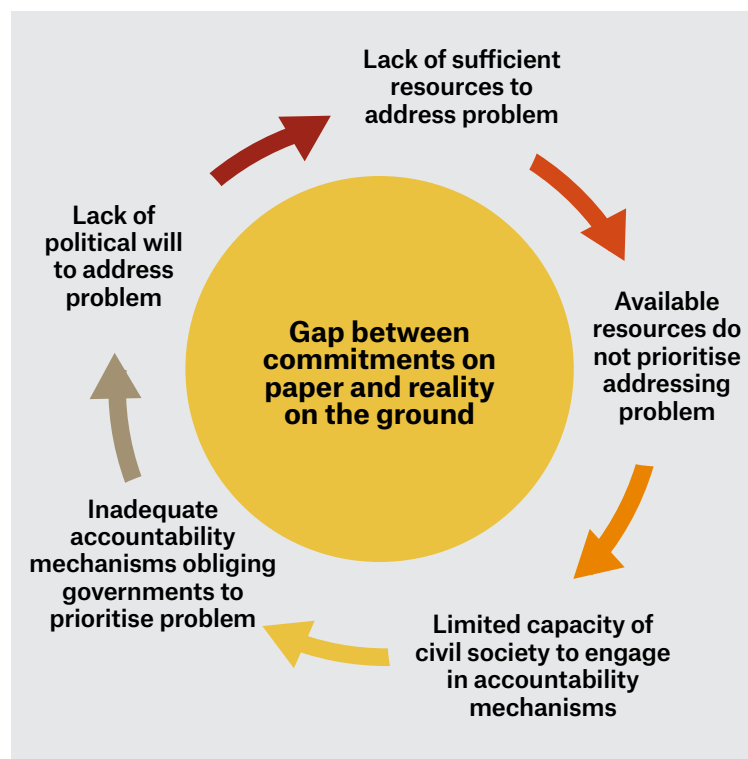 Lack of sufficient
resources to
address problem
Available
resources do
not prioritise
addressing
problem
Limited capacity of
civil society to engage
in accountability
mechanisms
Inadequate
accountability
mechanisms obliging
governments to
prioritise problem
Lack of
political will
to address
problem
Gap between
commitments on
paper and reality
on the ground